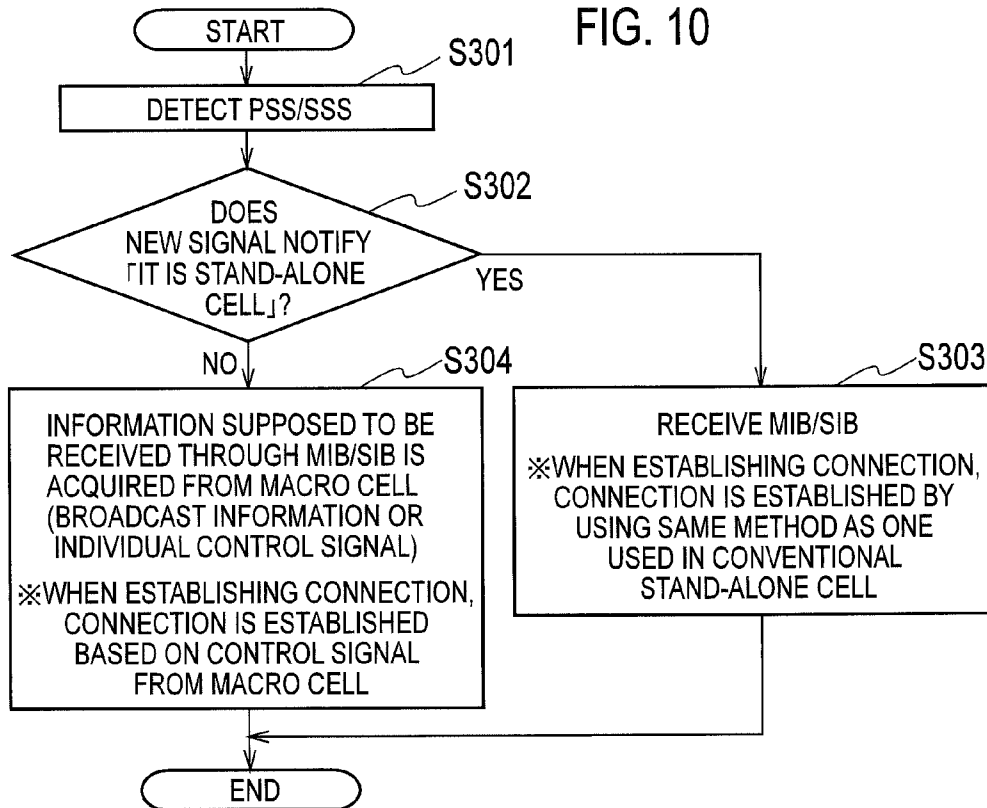 FIG. 10
START
S301
DETECT PSS/SSS
S302
DOES
NEW SIGNAL NOTIFY
「IT IS STAND-ALONE
CELL」?
YES
NO
S304
INFORMATION SUPPOSED TO BE
RECEIVED THROUGH MIB/SIB IS
ACQUIRED FROM MACRO CELL
(BROADCAST INFORMATION OR
INDIVIDUAL CONTROL SIGNAL)
※WHEN ESTABLISHING CONNECTION,
CONNECTION IS ESTABLISHED
BASED ON CONTROL SIGNAL
FROM MACRO CELL
S303
RECEIVE MIB/SIB
※WHEN ESTABLISHING CONNECTION,
CONNECTION IS ESTABLISHED BY
USING SAME METHOD AS ONE
USED IN CONVENTIONAL
STAND-ALONE CELL
END